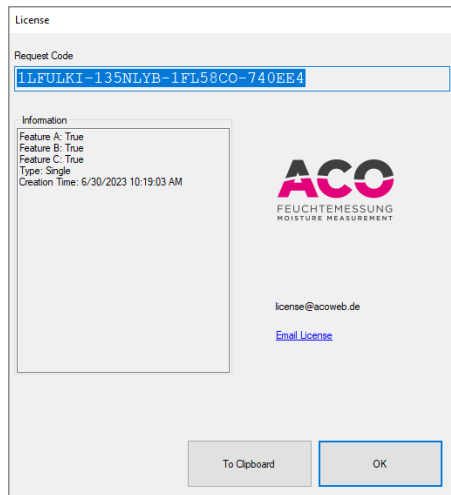 License
Request Code
1LFULKI-135NLYB-1FL58CO-740EE4
Information
Feature A: True
Feature B: True
Feature C: True
Type: Single
Creation Time: 6/30/2023 10:19:03 AM
ACO
FEUCHTEMESSUNG
MOISTURE MEASUREMENT
license@acoweb.de
Email License
To Clipboard
OK